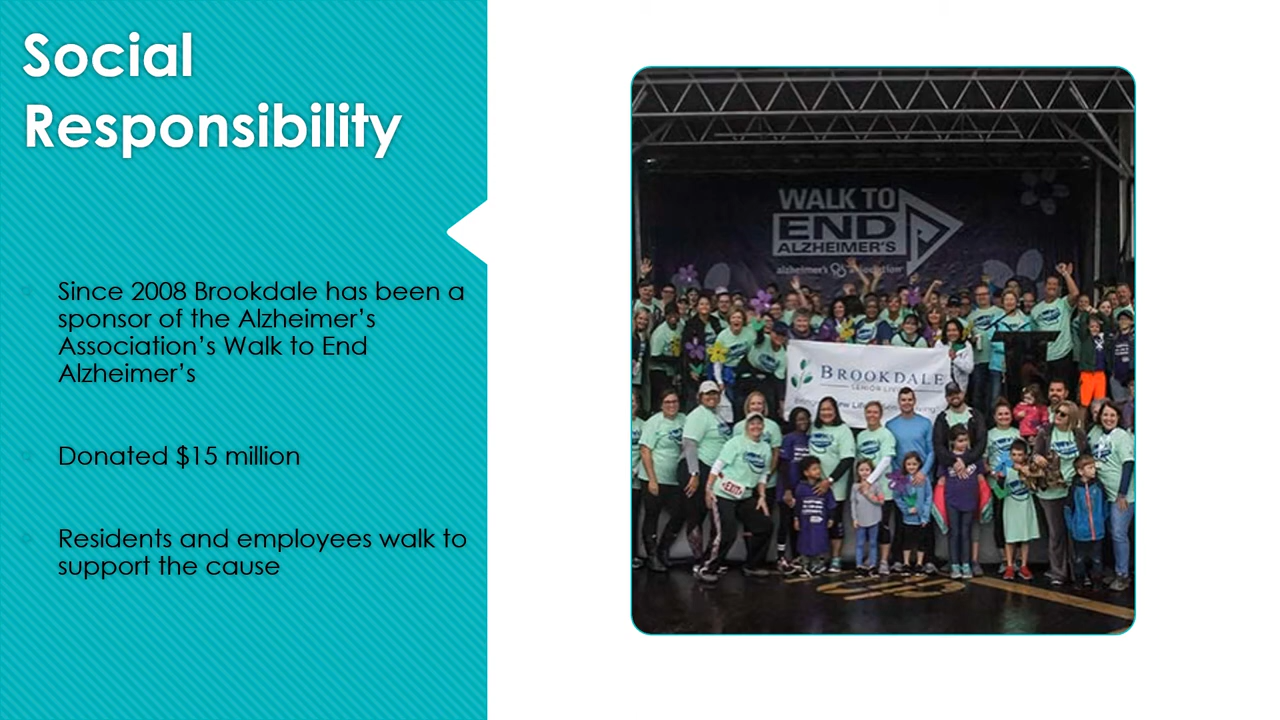 Social
Responsibility
Since 2008 Brookdale has been a
sponsor of the Alzheimer’s
Association’s Walk to End
Alzheimer’s
Donated $15 million
Residents and employees walk to
support the cause
WALK TO
END
ALZHEIMER'S
alzheimer's association
BROOKDALE
SENIOR LIVING
EXIT